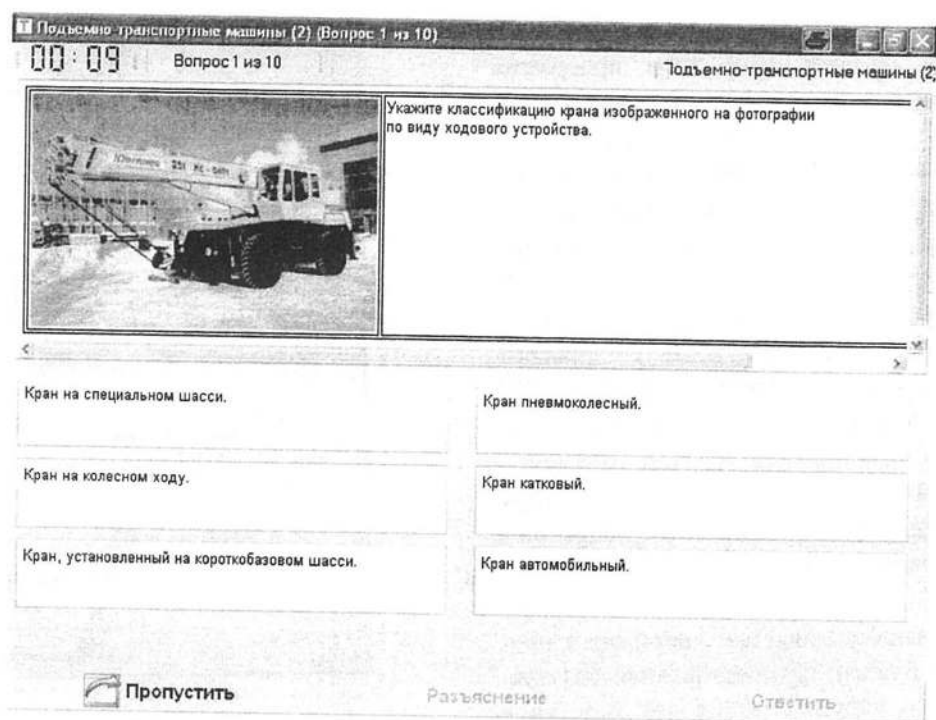 Подъемно-транспортные машины (2) (Вопрос 1 из 10)
00:09
Вопрос 1 из 10
Подъемно-транспортные машины (2)
Укажите классификацию крана изображенного на фотографии
по виду ходового устройства.
Кран на специальном шасси.
Кран пневмоколесный.
Кран на колесном ходу.
Кран катковый.
Кран, установленный на короткобазовом шасси.
Кран автомобильный.
Пропустить
Разъяснение
Ответить